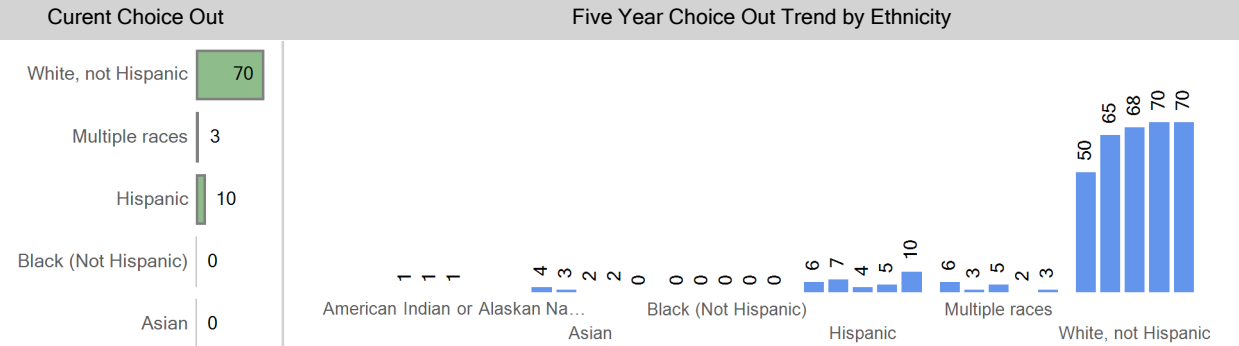 Curent Choice Out
White, not Hispanic 70
Multiple races 3
Hispanic 10
Black (Not Hispanic) 0
Asian 0
Five Year Choice Out Trend by Ethnicity
1 1 1
4 3 2 2 0
0 0 0 0 0
6 7 4 5 10
6 3 5 2 3
50 65 68 70 70
American Indian or Alaskan Na…
Asian
Black (Not Hispanic)
Hispanic
Multiple races
White, not Hispanic